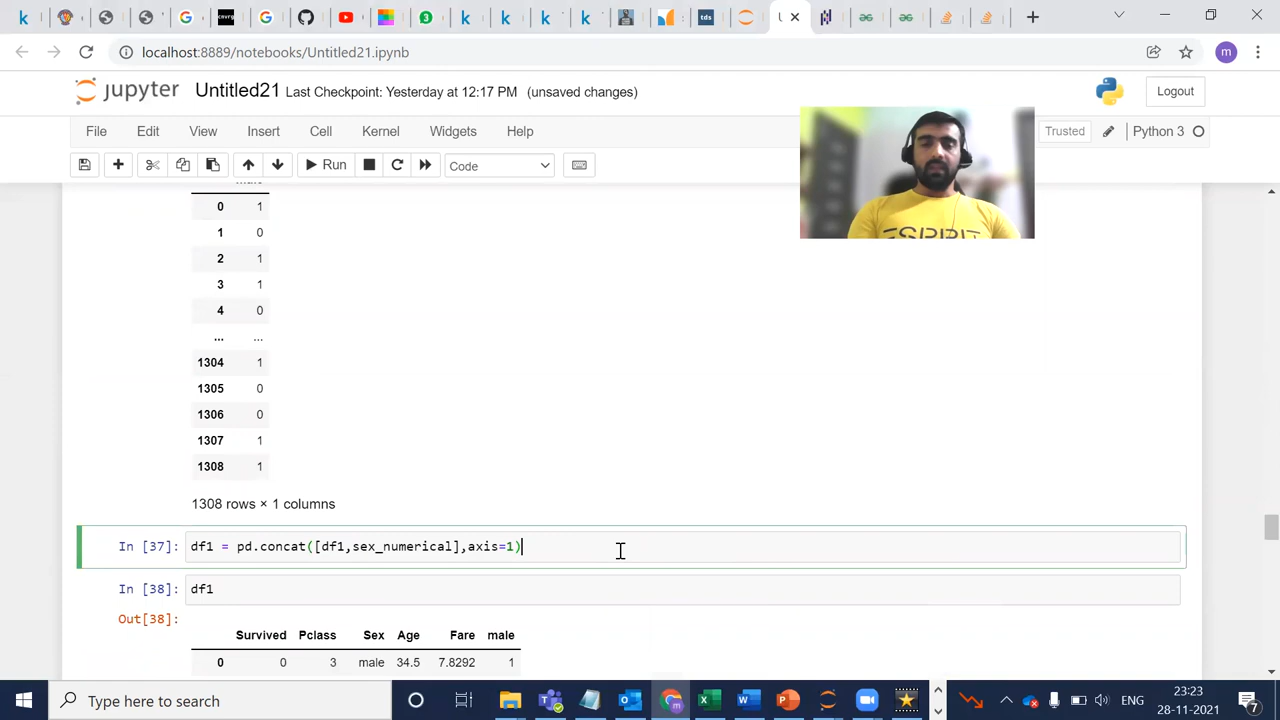 tds
localhost:8889/notebooks/Untitled21.ipynb
m
jupyter Untitled21 Last Checkpoint: Yesterday at 12:17 PM (unsaved changes)
Logout
File Edit View Insert Cell Kernel Widgets Help
Trusted
Python 3
Run
Code
0 1
1 0
2 1
3 1
4 0
... ...
1304 1
1305 0
1306 0
1307 1
1308 1
1308 rows × 1 columns
In [37]: df1 = pd.concat([df1,sex_numerical],axis=1)
In [38]: df1
Out[38]:
Survived Pclass Sex Age Fare male
0 0 3 male 34.5 7.8292 1
Type here to search
ENG
23:23
28-11-2021
7